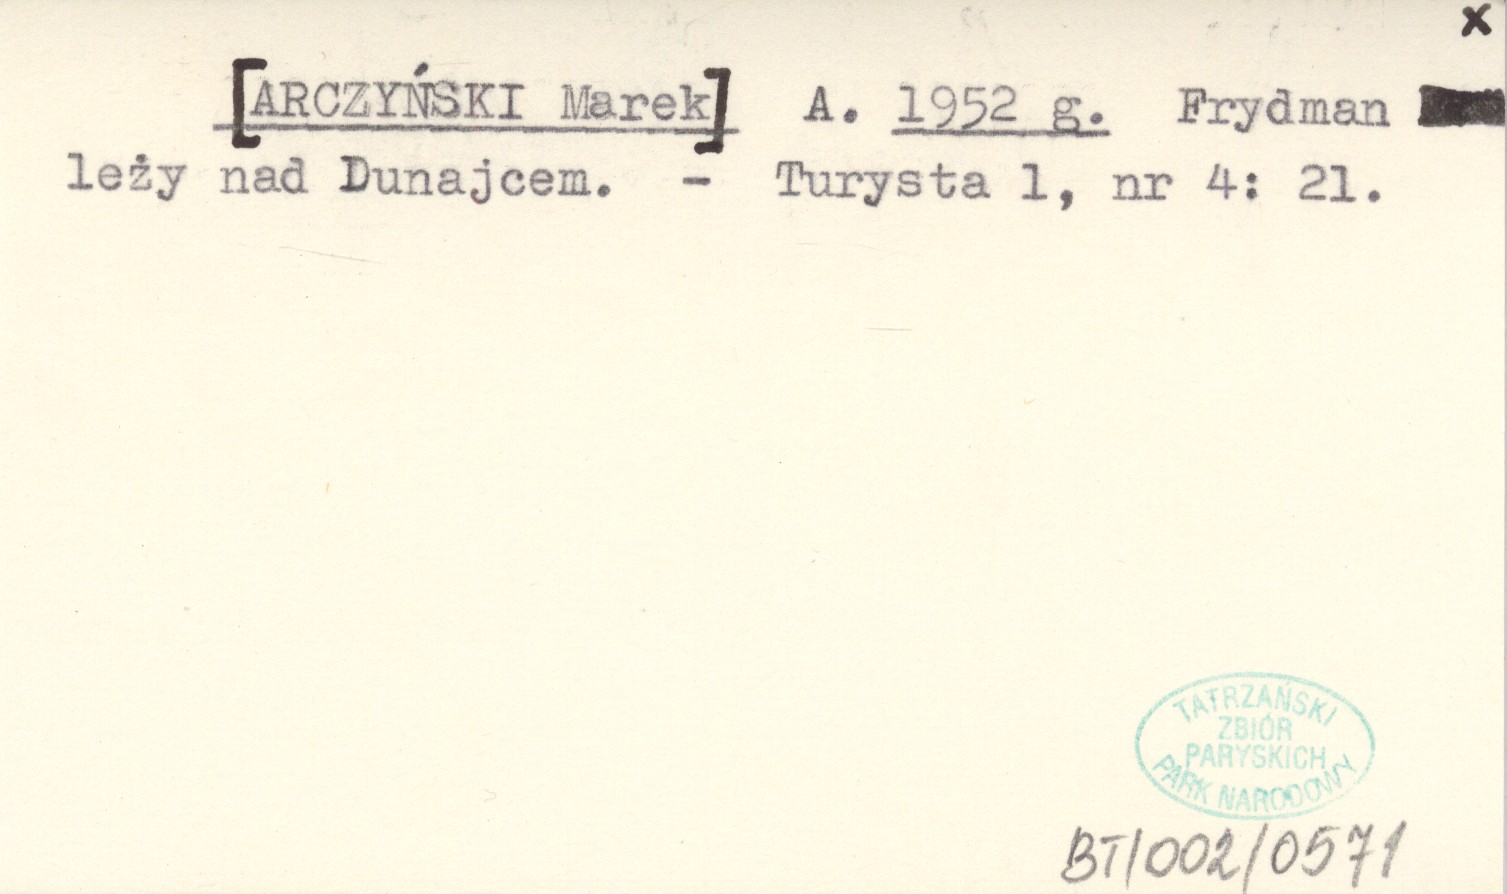 x
[ARCZYŃSKI Marek] A. 1952 g. Frydman
leży nad Dunajcem. - Turysta 1, nr 4: 21.
TATRZAŃSKI
ZBIÓR
PARYSKICH
PARK NARODOWY
BT/002/0571